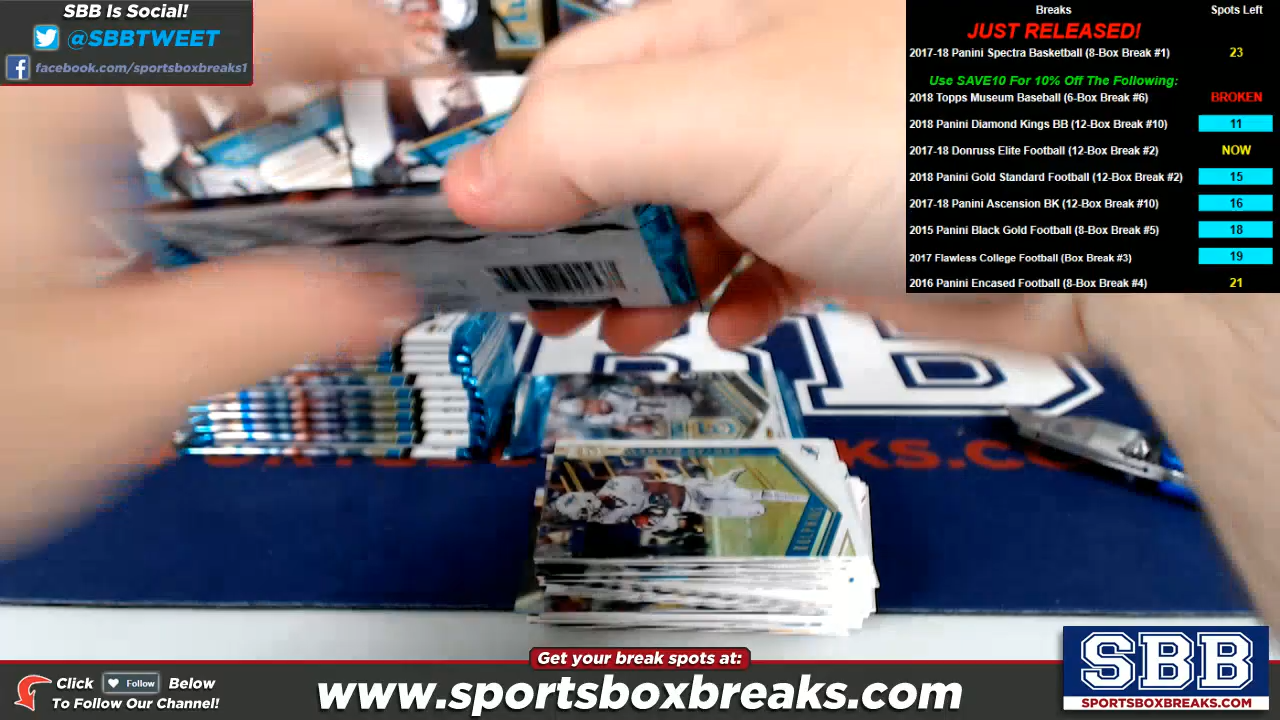 SBB Is Social!
@SBBTWEET
facebook.com/sportsboxbreaks1
Breaks Spots Left
JUST RELEASED!
2017-18 Panini Spectra Basketball (8-Box Break #1) 23
Use SAVE10 For 10% Off The Following:
2018 Topps Museum Baseball (6-Box Break #6) BROKEN
2018 Panini Diamond Kings BB (12-Box Break #10) 11
2017-18 Donruss Elite Football (12-Box Break #2) NOW
2018 Panini Gold Standard Football (12-Box Break #2) 15
2017-18 Panini Ascension BK (12-Box Break #10) 16
2015 Panini Black Gold Football (8-Box Break #5) 18
2017 Flawless College Football (Box Break #3) 19
2016 Panini Encased Football (8-Box Break #4) 21
DOLPHINS
Get your break spots at:
Click Follow Below
To Follow Our Channel!
www.sportsboxbreaks.com
SBB
SPORTSBOXBREAKS.COM